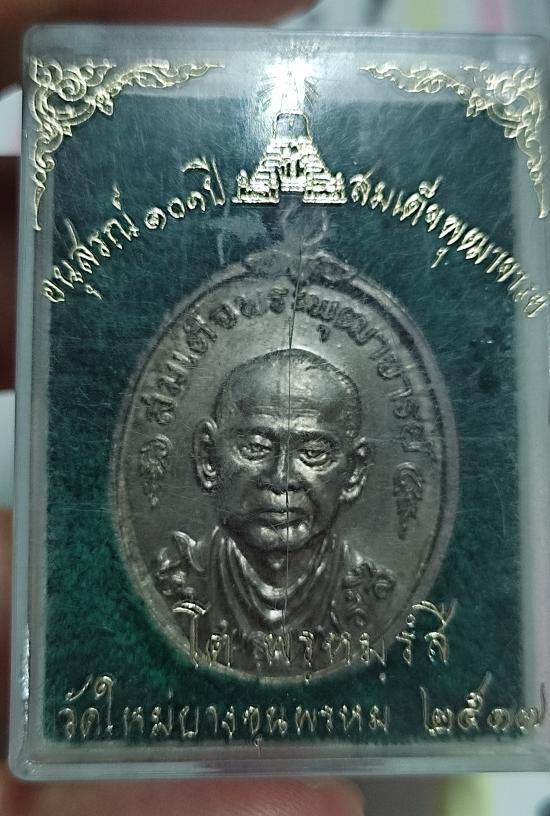 อนุสรณ์ ๑๐๑ ปี สมเด็จพุฒาจารย์
สมเด็จพระพุฒาจารย์
โต พรหมรํสี
วัดใหม่บางขุนพรหม ๒๕๑๗